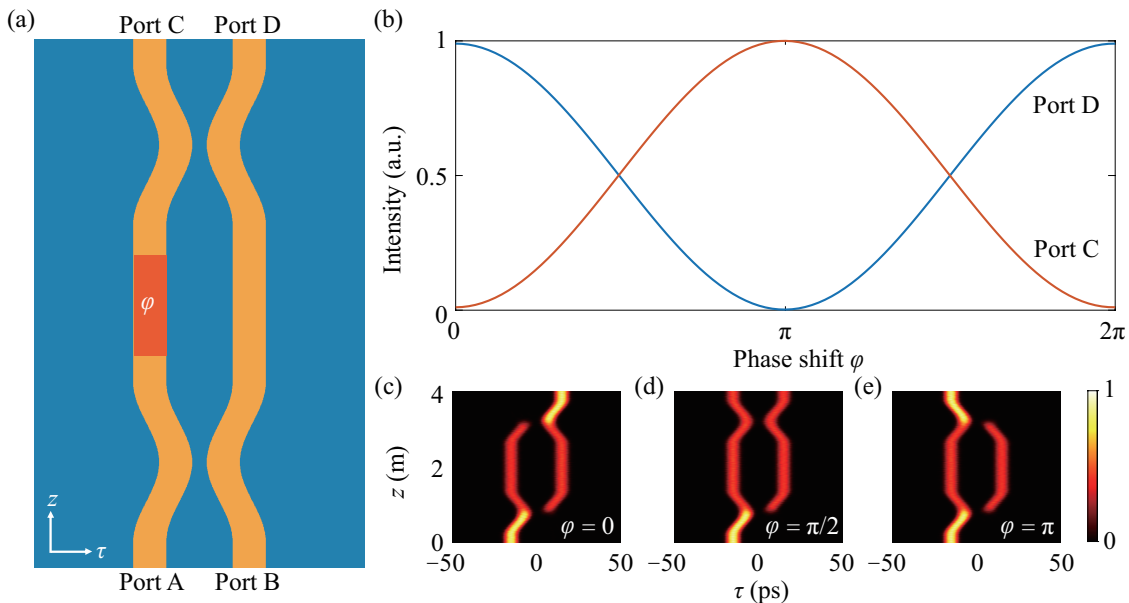 (a)
Port C
Port D
φ
z
τ
Port A
Port B
(b)
1
0.5
0
Intensity (a.u.)
Port D
Port C
0
π
2π
Phase shift φ
(c)
(d)
(e)
4
2
0
z (m)
φ = 0
φ = π/2
φ = π
1
0
−50
0
50
−50
0
50
−50
0
50
τ (ps)